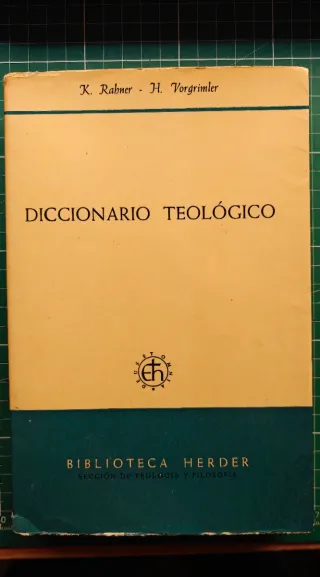 K. Rahner - H. Vorgrimler
DICCIONARIO TEOLÓGICO
BIBLIOTECA HERDER
SECCIÓN DE TEOLOGÍA Y FILOSOFÍA